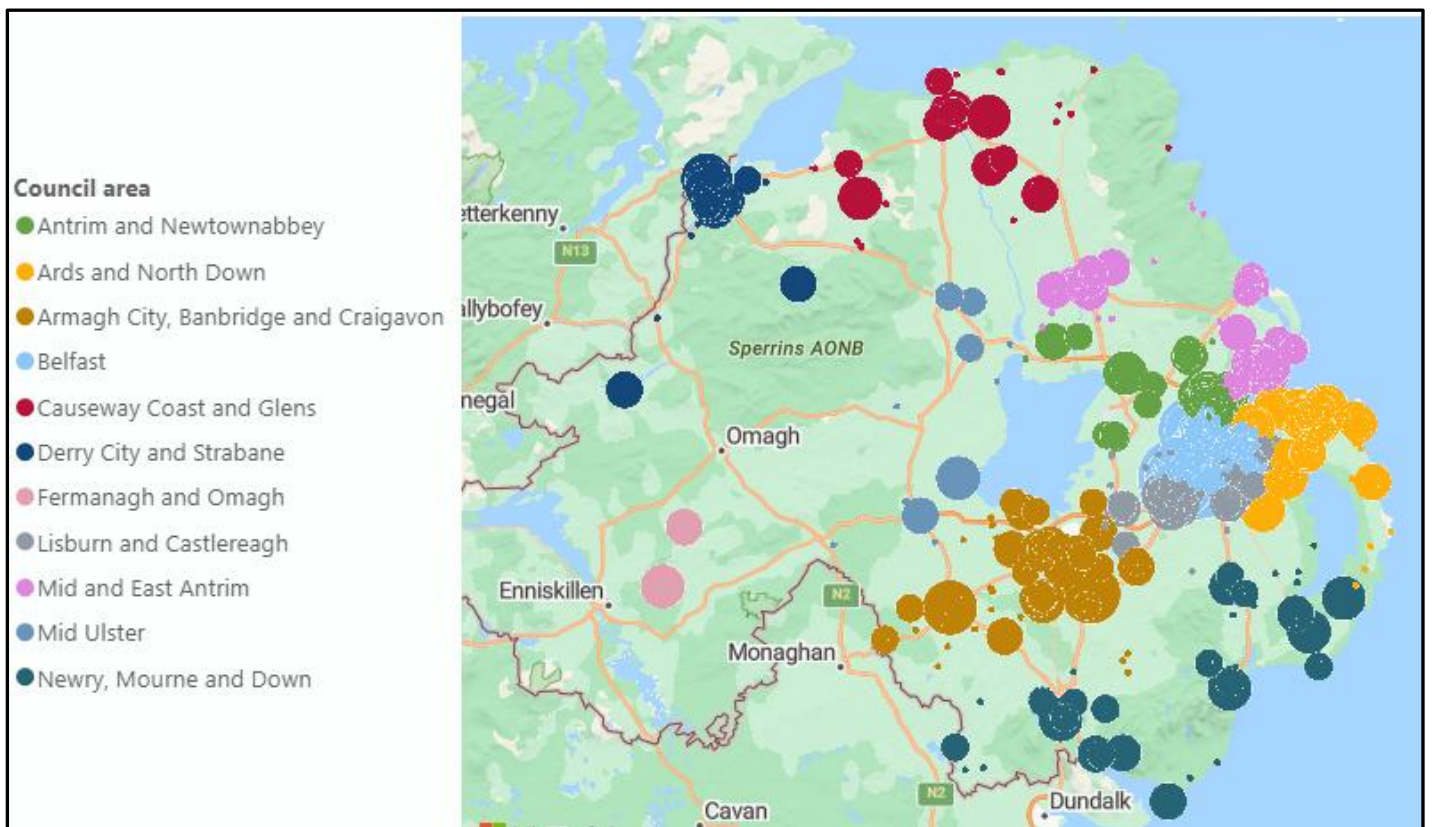 Council area
Antrim and Newtownabbey
Ards and North Down
Armagh City, Banbridge and Craigavon
Belfast
Causeway Coast and Glens
Derry City and Strabane
Fermanagh and Omagh
Lisburn and Castlereagh
Mid and East Antrim
Mid Ulster
Newry, Mourne and Down
etterkenny
N13
allybofey
Sperrins AONB
negal
Omagh
Enniskillen
N2
Monaghan
N2
Dundalk
Cavan